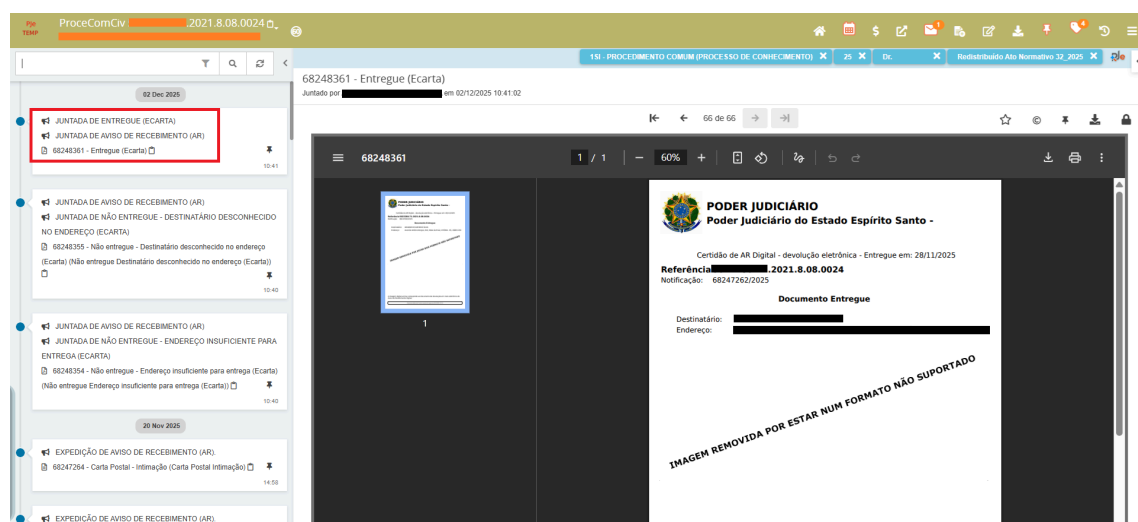 PJe
TEMP
ProceComCiv .2021.8.08.0024
1
1SI - PROCEDIMENTO COMUM (PROCESSO DE CONHECIMENTO) X 25 X Dr. X Redistribuído Ato Normativo 32_2025 X PJe
68248361 - Entregue (Ecarta)
Juntado por em 02/12/2025 10:41:02
66 de 66
02 Dec 2025
JUNTADA DE ENTREGUE (ECARTA)
JUNTADA DE AVISO DE RECEBIMENTO (AR)
68248361 - Entregue (Ecarta)
10:41
JUNTADA DE AVISO DE RECEBIMENTO (AR)
JUNTADA DE NÃO ENTREGUE - DESTINATÁRIO DESCONHECIDO
NO ENDEREÇO (ECARTA)
68248355 - Não entregue - Destinatário desconhecido no endereço
(Ecarta) (Não entregue Destinatário desconhecido no endereço (Ecarta))
10:40
JUNTADA DE AVISO DE RECEBIMENTO (AR)
JUNTADA DE NÃO ENTREGUE - ENDEREÇO INSUFICIENTE PARA
ENTREGA (ECARTA)
68248354 - Não entregue - Endereço insuficiente para entrega (Ecarta)
(Não entregue Endereço insuficiente para entrega (Ecarta))
10:40
20 Nov 2025
EXPEDIÇÃO DE AVISO DE RECEBIMENTO (AR).
68247264 - Carta Postal - Intimação (Carta Postal Intimação)
14:53
EXPEDIÇÃO DE AVISO DE RECEBIMENTO (AR).
68248361
1 / 1
60%
1
PODER JUDICIÁRIO
Poder Judiciário do Estado Espírito Santo -
Certidão de AR Digital - devolução eletrônica - Entregue em: 28/11/2025
Referência .2021.8.08.0024
Notificação: 68247262/2025
Documento Entregue
Destinatário:
Endereço:
IMAGEM REMOVIDA POR ESTAR NUM FORMATO NÃO SUPORTADO